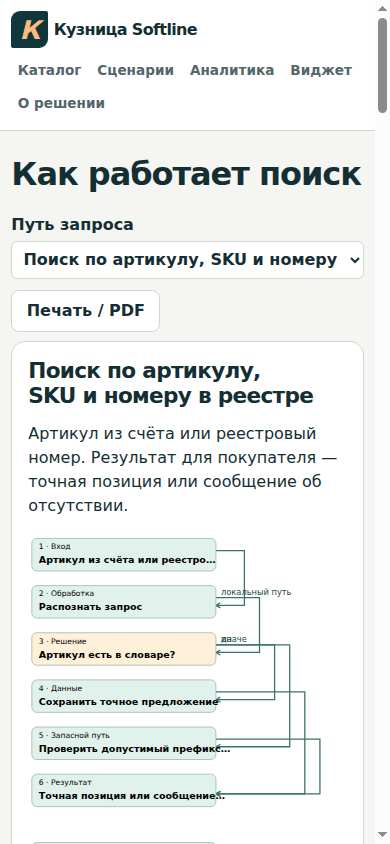 К Кузница Softline
Каталог Сценарии Аналитика Виджет
О решении
Как работает поиск
Путь запроса
Поиск по артикулу, SKU и номеру
Печать / PDF
Поиск по артикулу,
SKU и номеру в реестре
Артикул из счёта или реестровый
номер. Результат для покупателя —
точная позиция или сообщение об
отсутствии.
1 · Вход
Артикул из счёта или реестро…
2 · Обработка
локальный путь
Распознать запрос
3 · Решение
иначе
Артикул есть в словаре?
4 · Данные
Сохранить точное предложение
5 · Запасной путь
Проверить допустимый префикс…
6 · Результат
Точная позиция или сообщение…